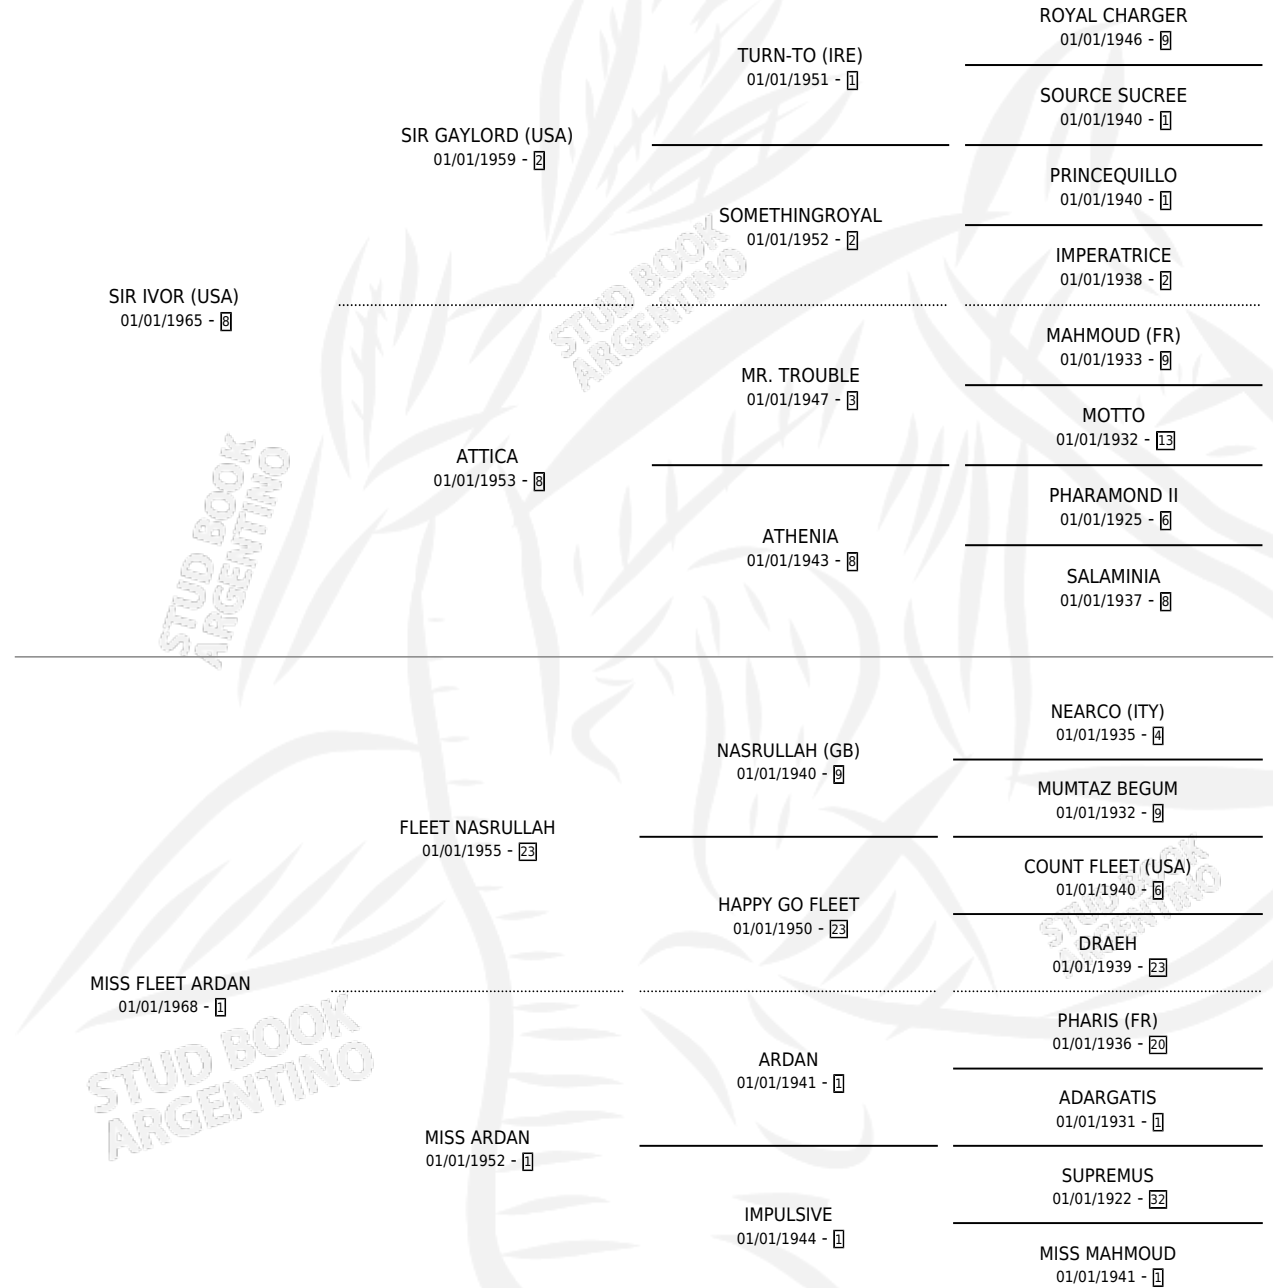 ROYAL CHARGER
01/01/1946 - 9
TURN-TO (IRE)
01/01/1951 - 1
SOURCE SUCREE
01/01/1940 - 1
SIR GAYLORD (USA)
01/01/1959 - 2
PRINCEQUILLO
01/01/1940 - 1
SOMETHINGROYAL
01/01/1952 - 2
IMPERATRICE
01/01/1938 - 2
SIR IVOR (USA)
01/01/1965 - 8
MAHMOUD (FR)
01/01/1933 - 9
MR. TROUBLE
01/01/1947 - 3
MOTTO
01/01/1932 - 13
ATTICA
01/01/1953 - 8
PHARAMOND II
01/01/1925 - 6
ATHENIA
01/01/1943 - 8
SALAMINIA
01/01/1937 - 8
NEARCO (ITY)
01/01/1935 - 4
NASRULLAH (GB)
01/01/1940 - 9
MUMTAZ BEGUM
01/01/1932 - 9
FLEET NASRULLAH
01/01/1955 - 23
COUNT FLEET (USA)
01/01/1940 - 6
HAPPY GO FLEET
01/01/1950 - 23
DRAEH
01/01/1939 - 23
MISS FLEET ARDAN
01/01/1968 - 1
PHARIS (FR)
01/01/1936 - 20
ARDAN
01/01/1941 - 1
ADARGATIS
01/01/1931 - 1
MISS ARDAN
01/01/1952 - 1
SUPREMUS
01/01/1922 - 32
IMPULSIVE
01/01/1944 - 1
MISS MAHMOUD
01/01/1941 - 1
STUD BOOK
ARGENTINO
STUD BOOK
ARGENTINO
STUD BOOK
ARGENTINO
STUD BOOK
ARGENTINO